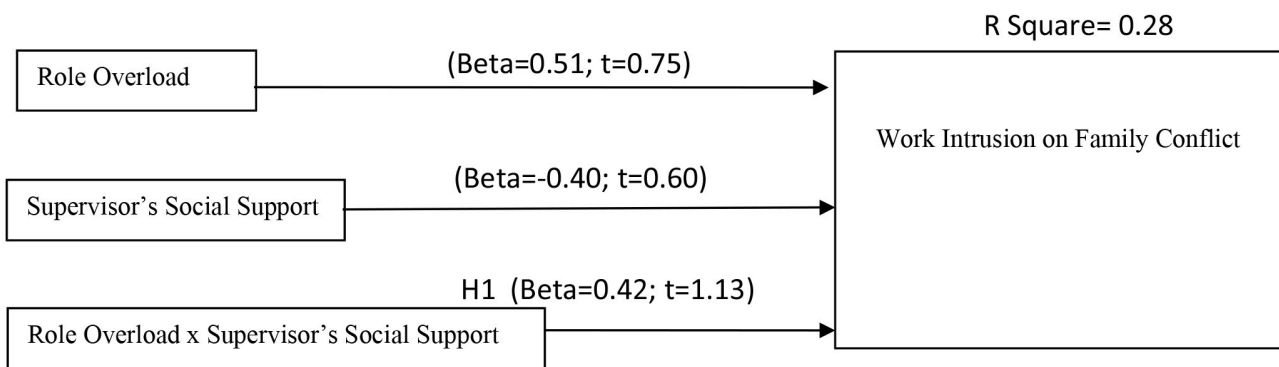 R Square= 0.28
Role Overload
(Beta=0.51; t=0.75)
Work Intrusion on Family Conflict
(Beta=-0.40; t=0.60)
Supervisor’s Social Support
H1 (Beta=0.42; t=1.13)
Role Overload x Supervisor’s Social Support